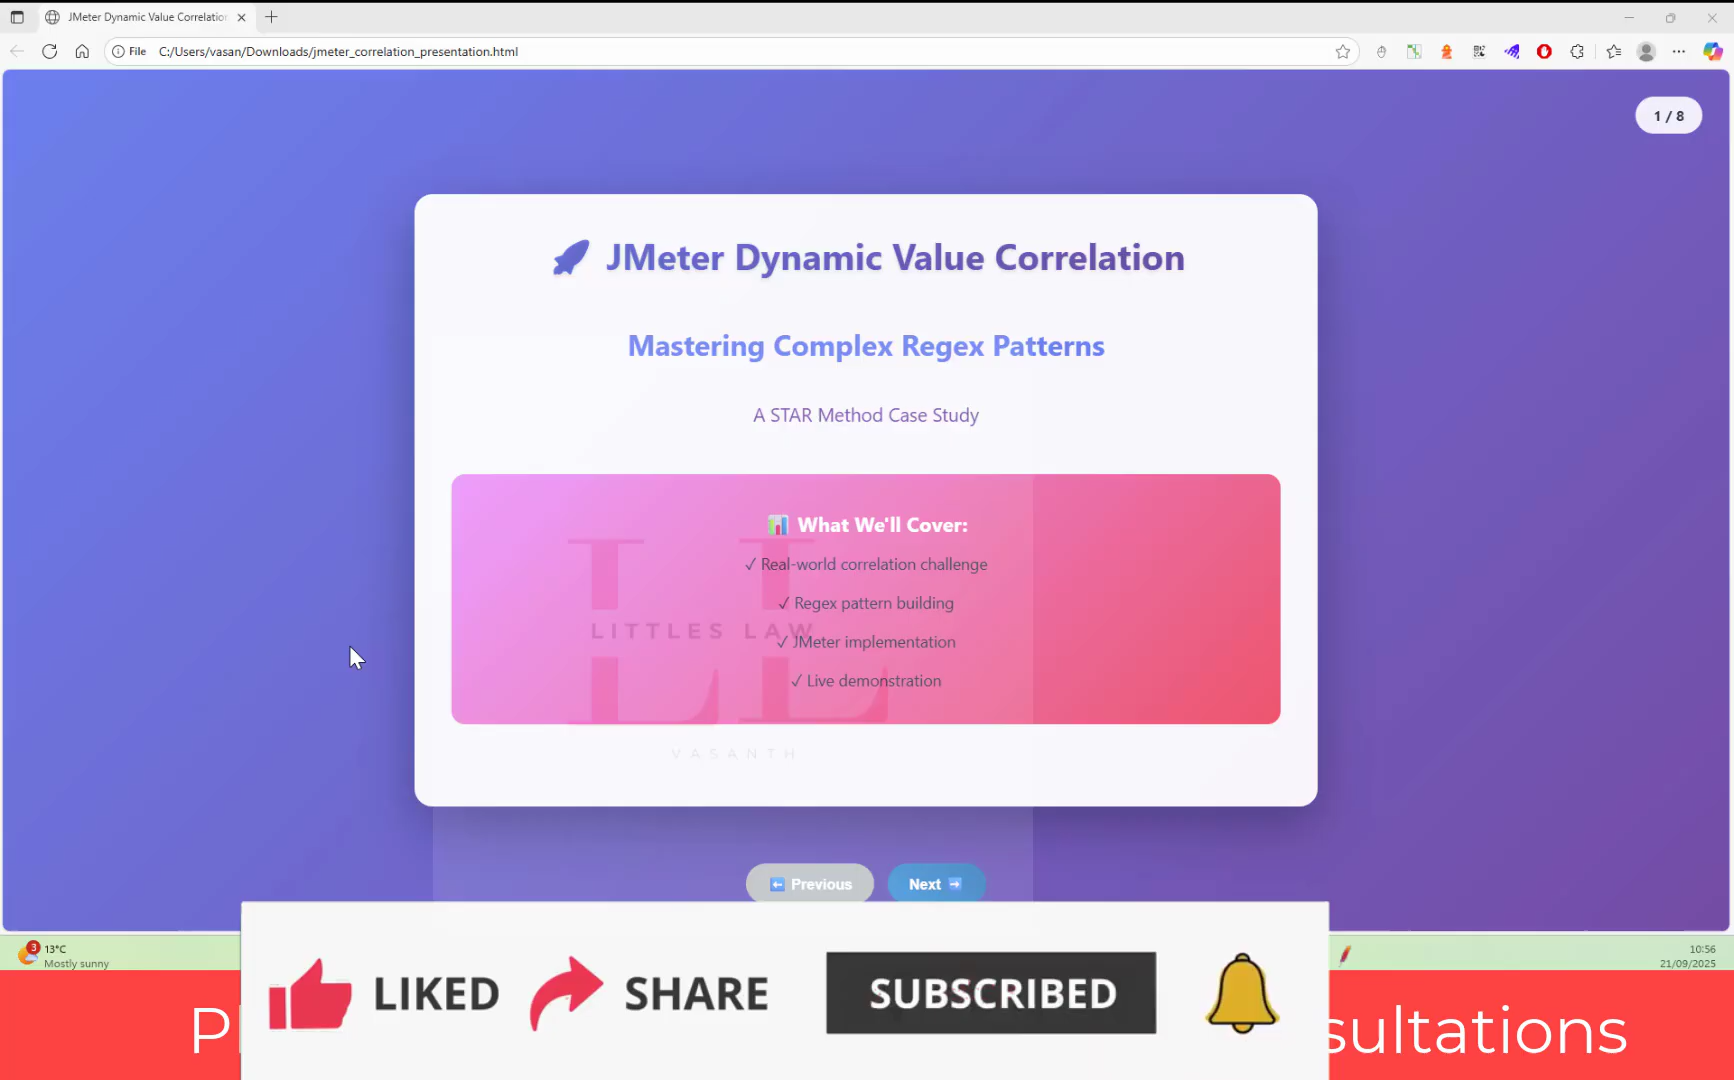 JMeter Dynamic Value Correlation
File C:/Users/vasan/Downloads/jmeter_correlation_presentation.html
1 / 8
🚀 JMeter Dynamic Value Correlation
Mastering Complex Regex Patterns
A STAR Method Case Study
📊 What We'll Cover:
✓ Real-world correlation challenge
✓ Regex pattern building
LITTLES LAW
✓ JMeter implementation
✓ Live demonstration
VASANTH
⬅️ Previous
Next ➡️
3
13°C
Mostly sunny
10:56
21/09/2025
LIKED
SHARE
SUBSCRIBED